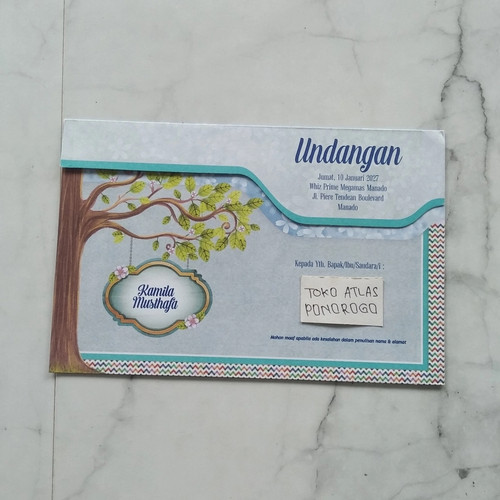 Undangan
Jumat, 10 Januari 2027
Whiz Prime Megamas Manado
Jl. Piere Tendean Boulevard
Manado
Kepada Yth. Bapak/Ibu/Saudara/i :
TOKO ATLAS
PONOROGO
Kamila
Musthafa
Mohon maaf apabila ada kesalahan dalam penulisan nama & alamat